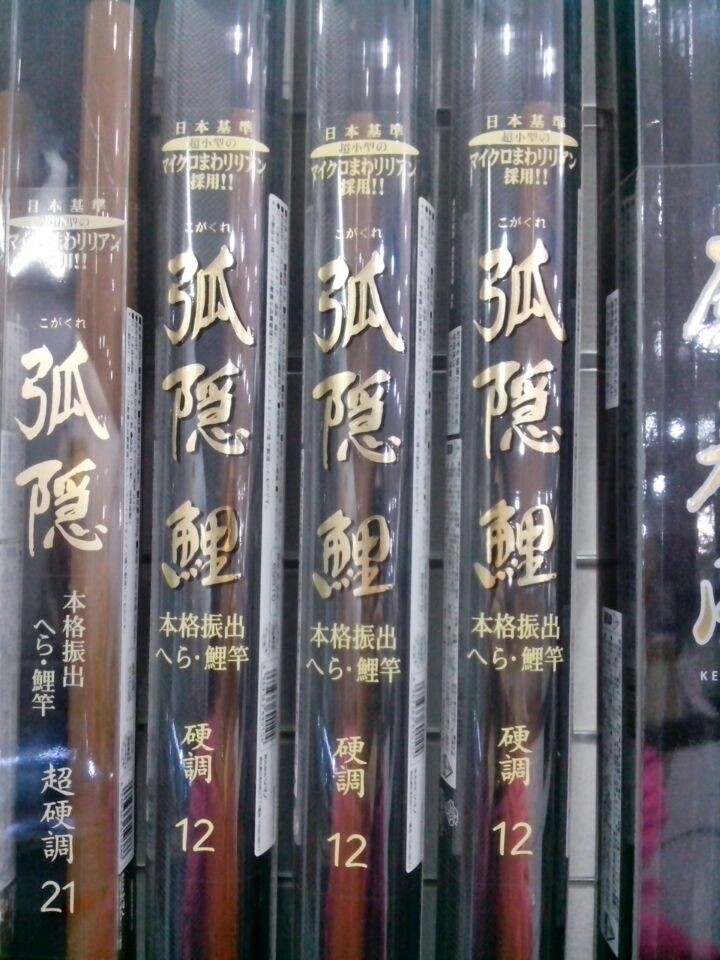 日本基準
超小型の
マイクロまわりリリアン
こがくれ
弧隠
本格振出
へら・鯉竿
超硬調
21
日本基準
超小型の
マイクロまわりリリアン
採用!!
こがくれ
弧隠鯉
本格振出
へら・鯉竿
硬調
12
日本基準
超小型の
マイクロまわりリリアン
採用!!
こがくれ
弧隠鯉
本格振出
へら・鯉竿
硬調
12
日本基準
超小型の
マイクロまわりリリアン
採用!!
こがくれ
弧隠鯉
本格振出
へら・鯉竿
硬調
12
KE